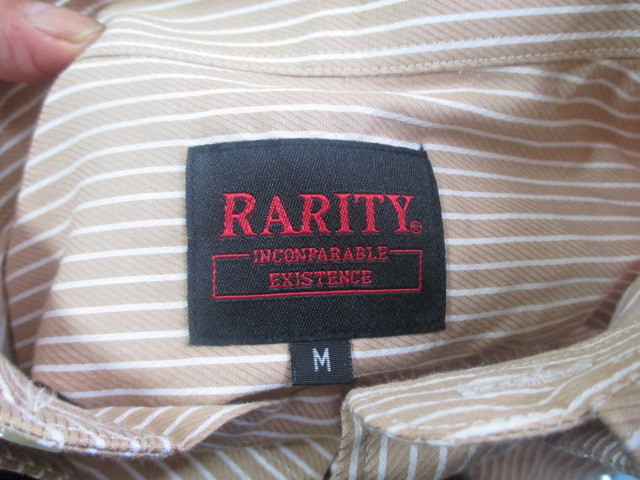 RARITY®
INCONPARABLE
EXISTENCE
M